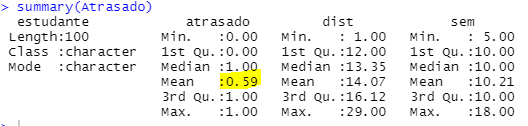 > summary(Atrasado)
estudante atrasado dist sem
Length:100 Min. :0.00 Min. : 1.00 Min. : 5.00
Class :character 1st Qu.:0.00 1st Qu.:12.00 1st Qu.:10.00
Mode :character Median :1.00 Median :13.35 Median :10.00
Mean :0.59 Mean :14.07 Mean :10.21
3rd Qu.:1.00 3rd Qu.:16.12 3rd Qu.:10.00
Max. :1.00 Max. :29.00 Max. :18.00
>